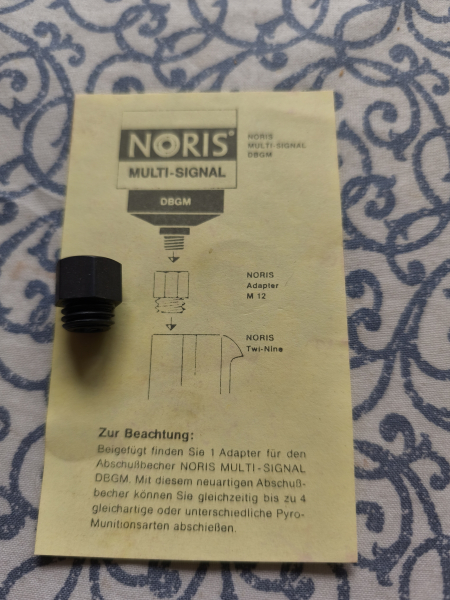 NORIS®
MULTI-SIGNAL
DBGM
NORIS
MULTI-SIGNAL
DBGM
NORIS
Adapter
M 12
NORIS
Twi-Nine
Zur Beachtung:
Beigefügt finden Sie 1 Adapter für den
Abschußbecher NORIS MULTI-SIGNAL
DBGM. Mit diesem neuartigen Abschuß-
becher können Sie gleichzeitig bis zu 4
gleichartige oder unterschiedliche Pyro-
Munitionsarten abschießen.